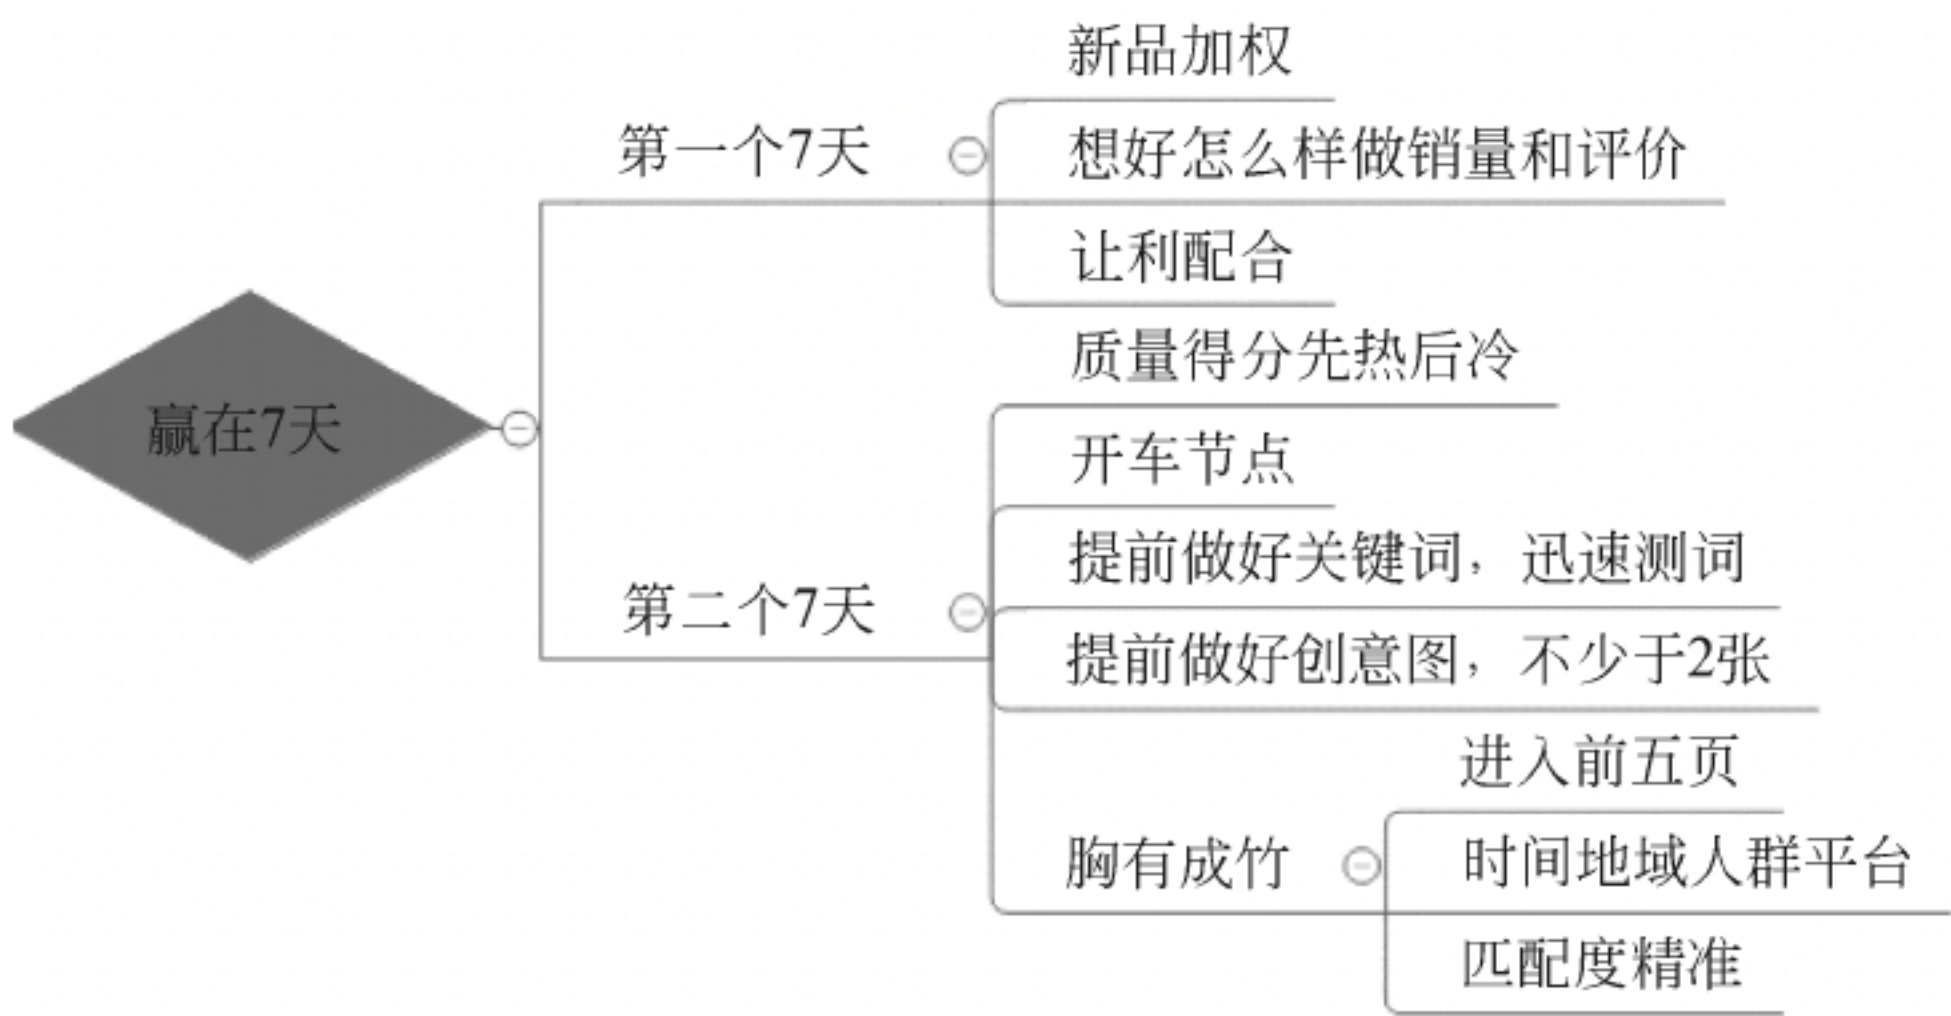 赢在7天
第一个7天
新品加权
想好怎么样做销量和评价
让利配合
第二个7天
质量得分先热后冷
开车节点
提前做好关键词，迅速测词
提前做好创意图，不少于2张
胸有成竹
进入前五页
时间地域人群平台
匹配度精准